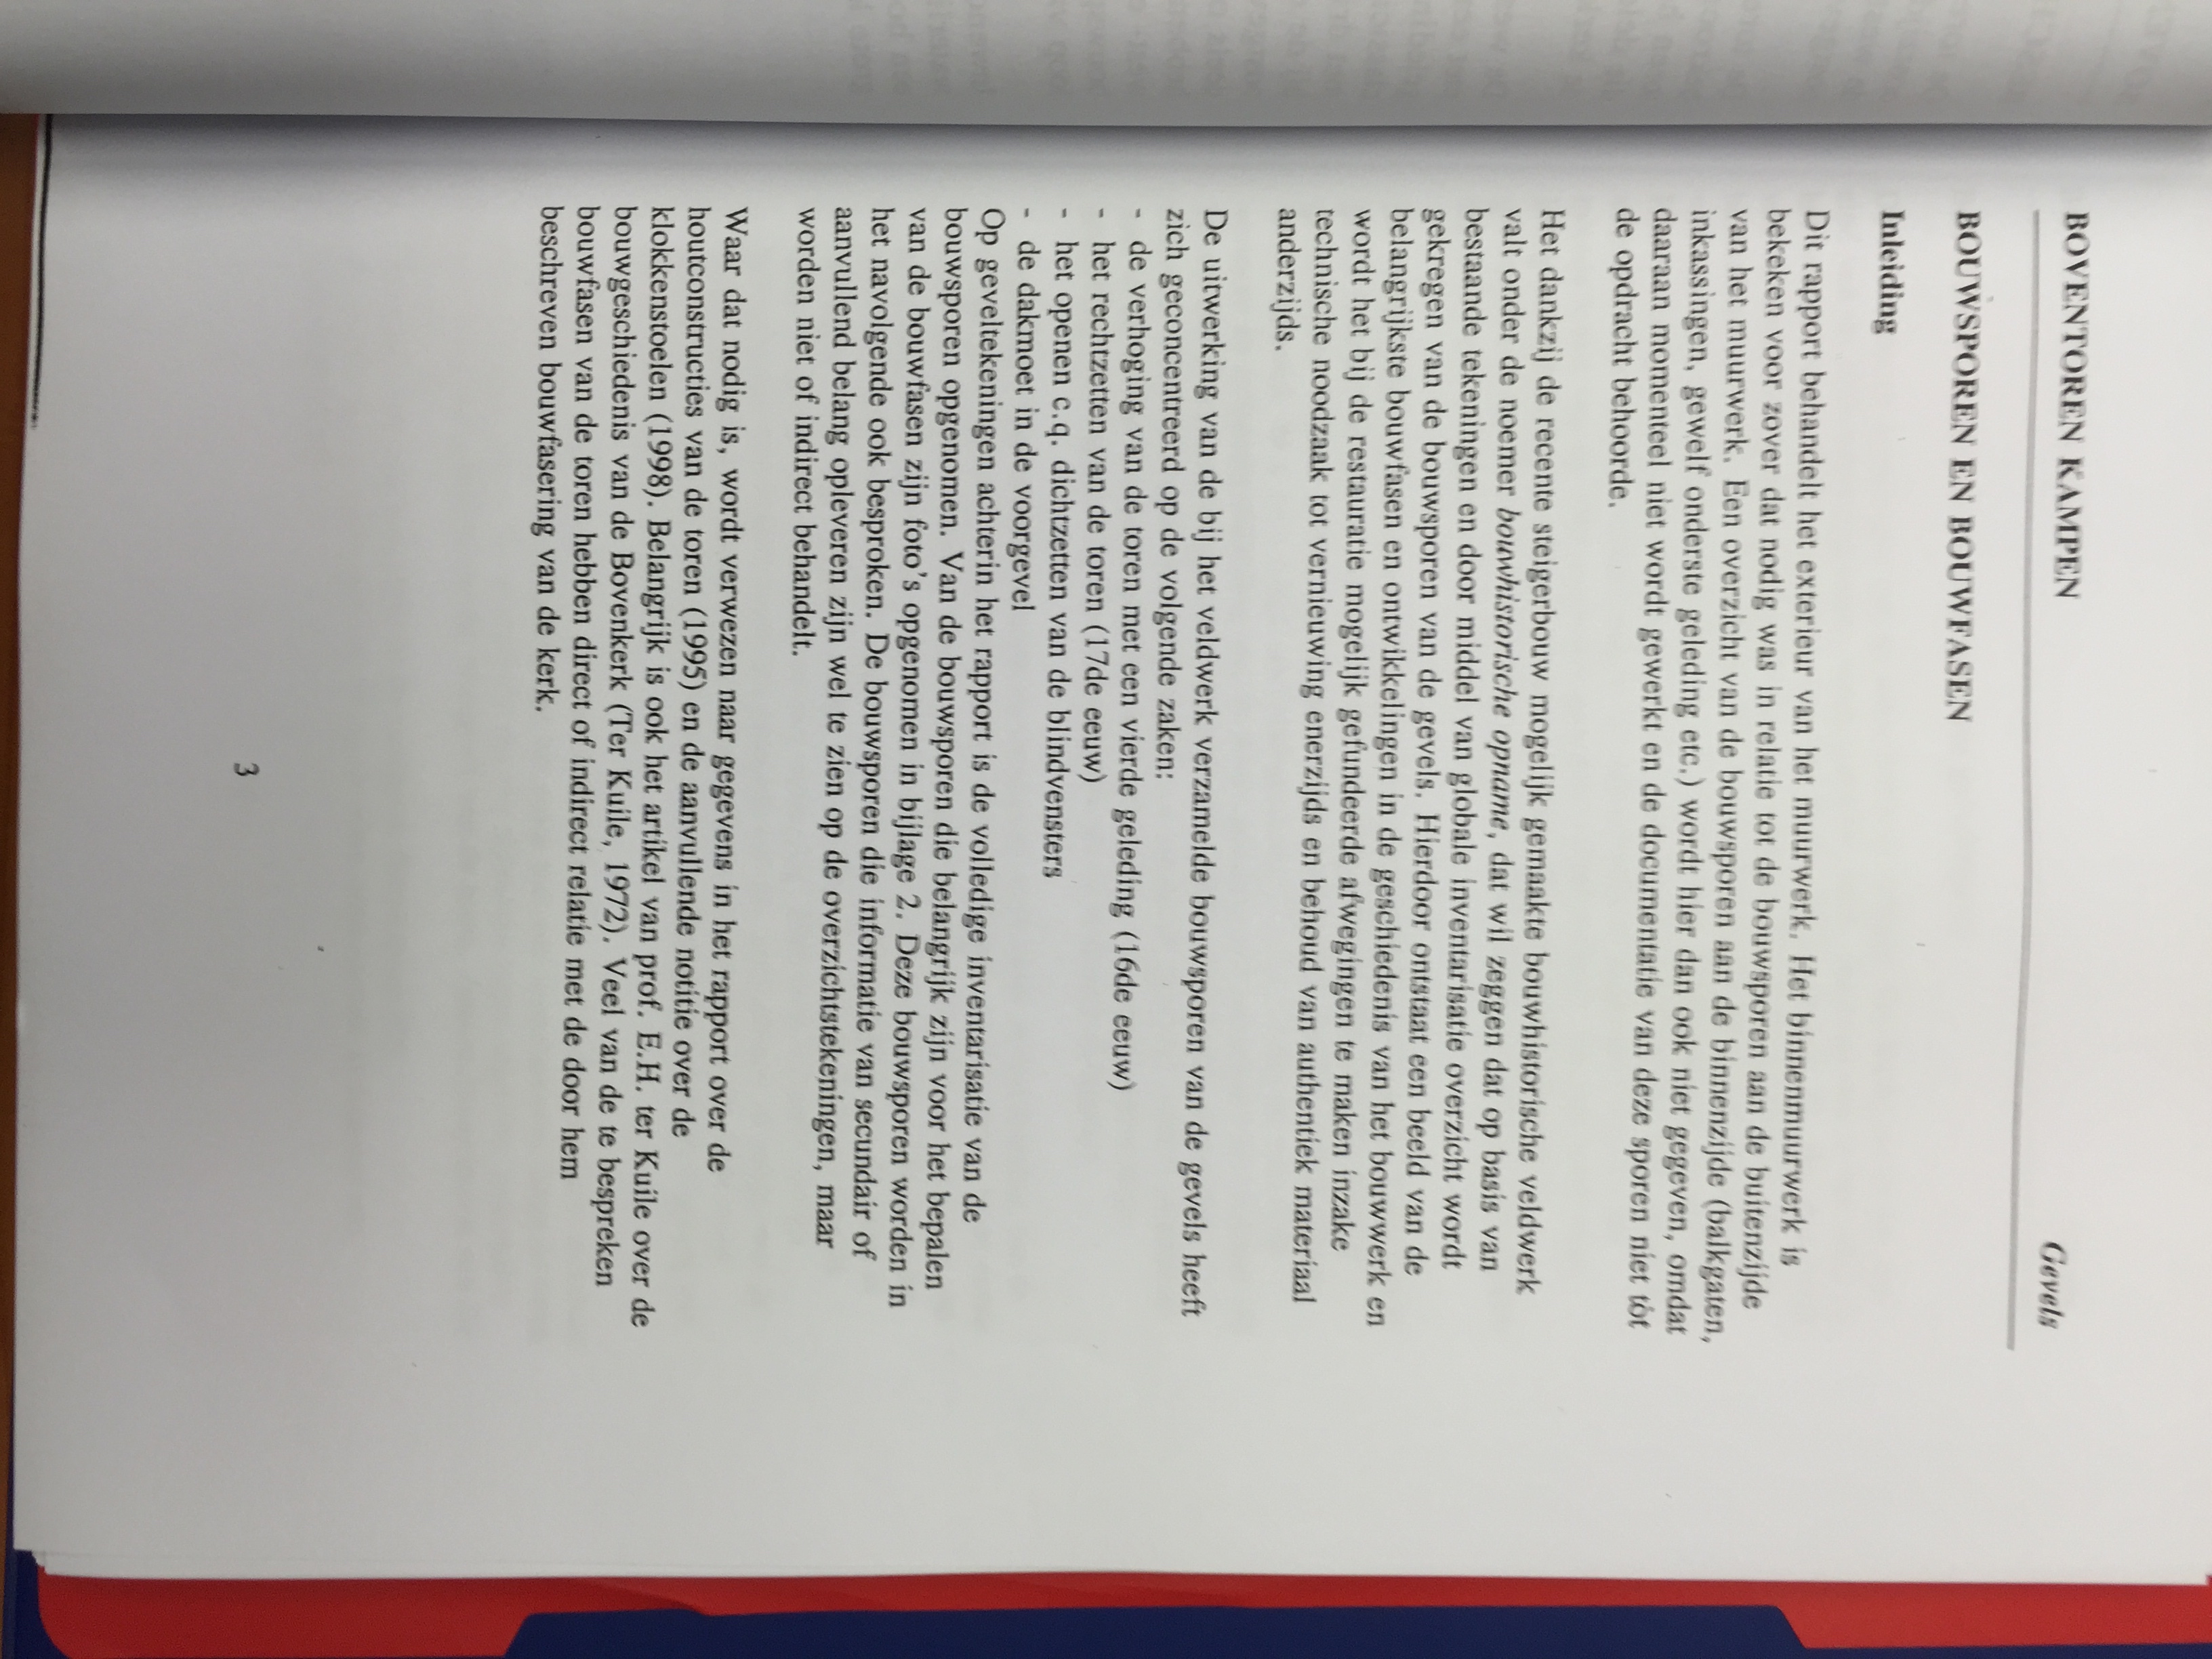 BOVENTOREN KAMPEN Gevels
BOUWSPOREN EN BOUWFASEN
Inleiding
Dit rapport behandelt het exterieur van het muurwerk. Het binnenmuurwerk is
bekeken voor zover dat nodig was in relatie tot de bouwsporen aan de buitenzijde
van het muurwerk. Een overzicht van de bouwsporen aan de binnenzijde (balkgaten,
inkassingen, gewelf onderste geleding etc.) wordt hier dan ook niet gegeven, omdat
daaraan momenteel niet wordt gewerkt en de documentatie van deze sporen niet tót
de opdracht behoorde.
Het dankzij de recente steigerbouw mogelijk gemaakte bouwhistorische veldwerk
valt onder de noemer bouwhistorische opname, dat wil zeggen dat op basis van
bestaande tekeningen en door middel van globale inventarisatie overzicht wordt
gekregen van de bouwsporen van de gevels. Hierdoor ontstaat een beeld van de
belangrijkste bouwfasen en ontwikkelingen in de geschiedenis van het bouwwerk en
wordt het bij de restauratie mogelijk gefundeerde afwegingen te maken inzake
technische noodzaak tot vernieuwing enerzijds en behoud van authentiek materiaal
anderzijds.
De uitwerking van de bij het veldwerk verzamelde bouwsporen van de gevels heeft
zich geconcentreerd op de volgende zaken:
- de verhoging van de toren met een vierde geleding (16de eeuw)
- het rechtzetten van de toren (17de eeuw)
- het openen c.q. dichtzetten van de blindvensters
- de dakmoet in de voorgevel
Op geveltekeningen achterin het rapport is de volledige inventarisatie van de
bouwsporen opgenomen. Van de bouwsporen die belangrijk zijn voor het bepalen
van de bouwfasen zijn foto's opgenomen in bijlage 2. Deze bouwsporen worden in
het navolgende ook besproken. De bouwsporen die informatie van secundair of
aanvullend belang opleveren zijn wel te zien op de overzichtstekeningen, maar
worden niet of indirect behandelt.
Waar dat nodig is, wordt verwezen naar gegevens in het rapport over de
houtconstructies van de toren (1995) en de aanvullende notitie over de
klokkenstoelen (1998). Belangrijk is ook het artikel van prof. E.H. ter Kuile over de
bouwgeschiedenis van de Bovenkerk (Ter Kuile, 1972). Veel van de te bespreken
bouwfasen van de toren hebben direct of indirect relatie met de door hem
beschreven bouwfasering van de kerk.
3